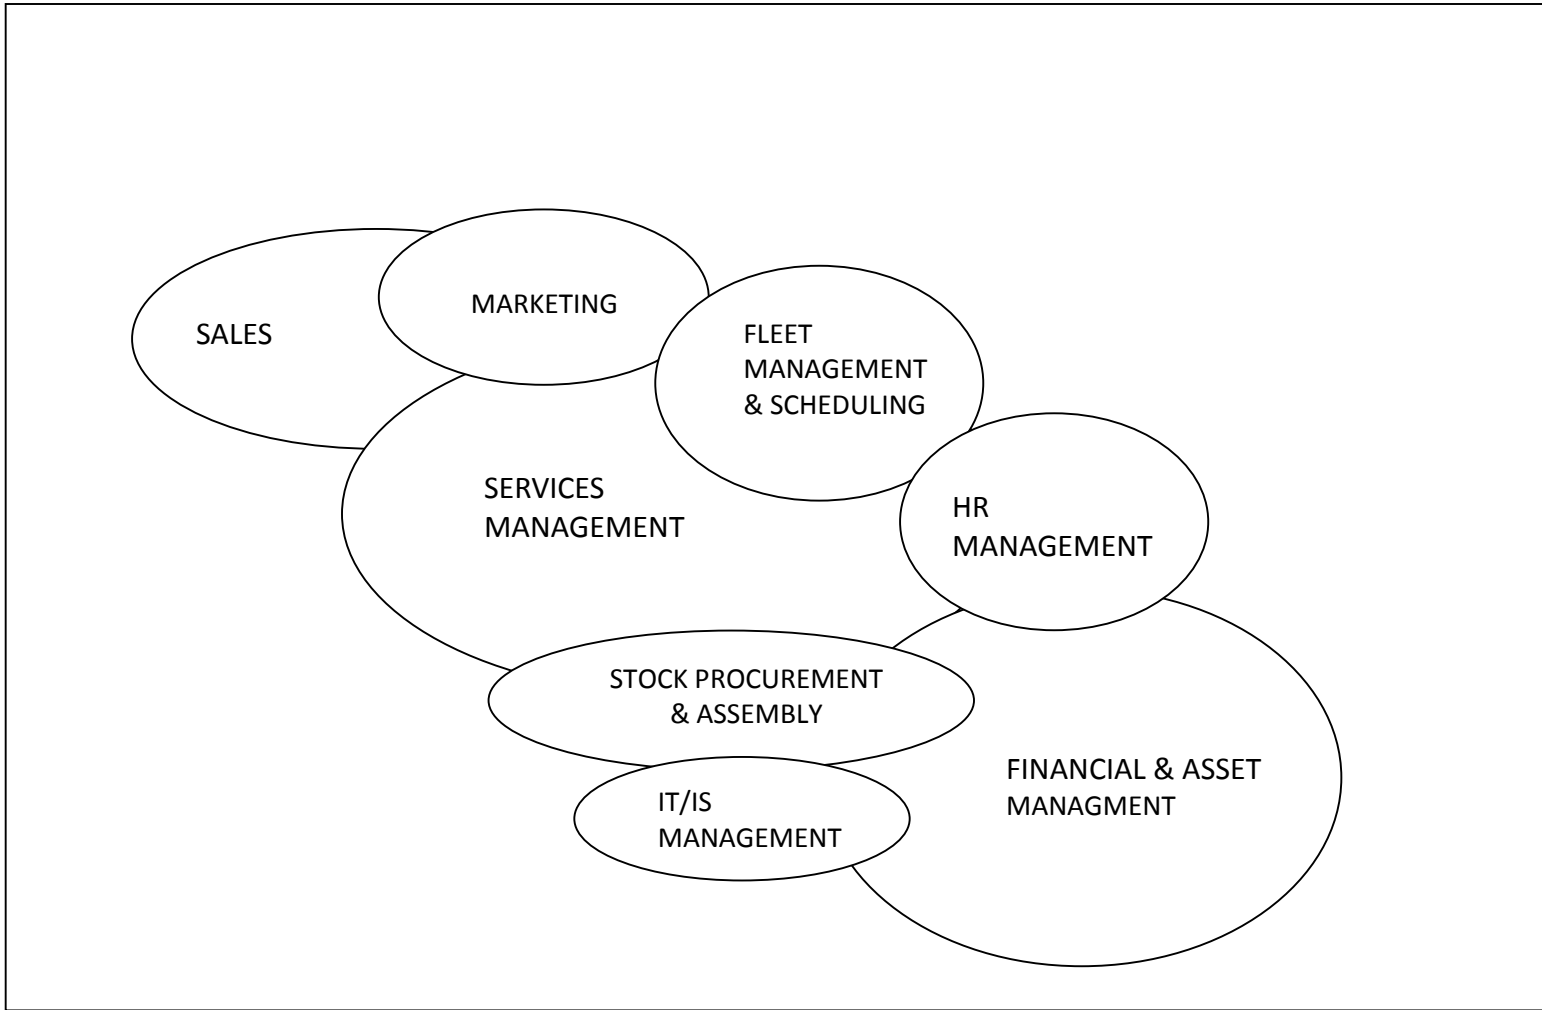 MARKETING
SALES
FLEET
MANAGEMENT
& SCHEDULING
SERVICES
MANAGEMENT
HR
MANAGEMENT
STOCK PROCUREMENT
& ASSEMBLY
FINANCIAL & ASSET
MANAGMENT
IT/IS
MANAGEMENT